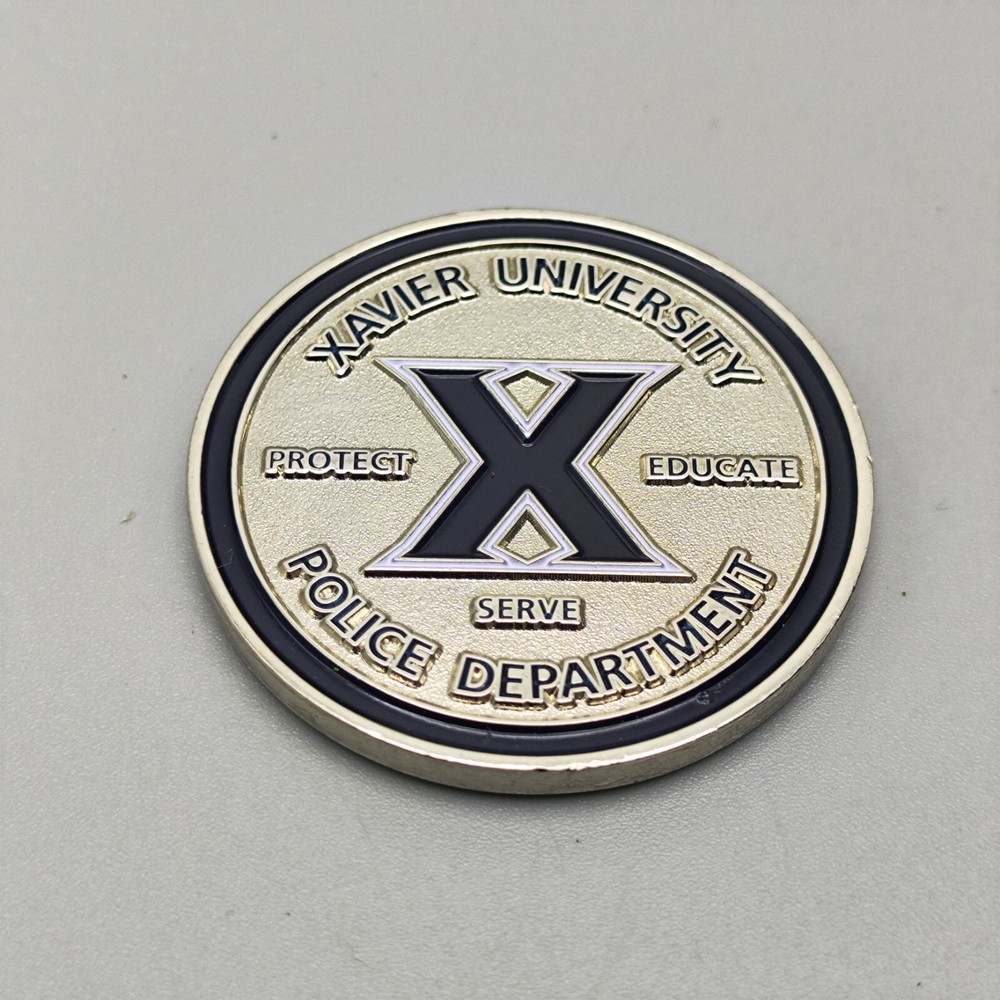 XAVIER UNIVERSITY
X
PROTECT
EDUCATE
SERVE
POLICE DEPARTMENT